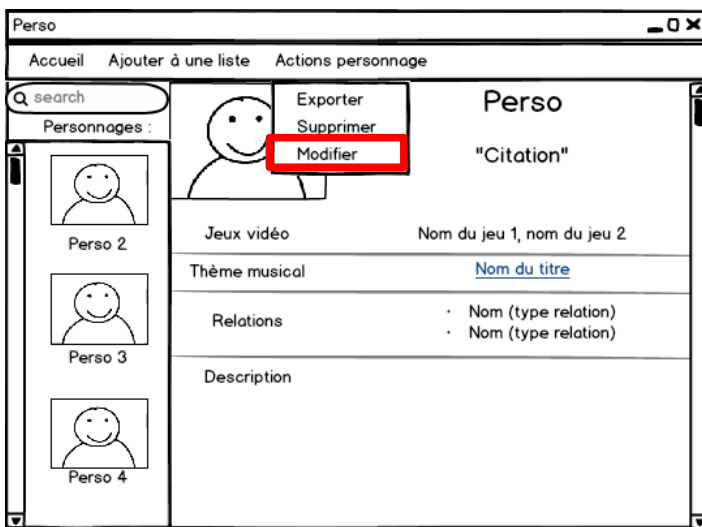 Perso
Accueil Ajouter à une liste Actions personnage
search
Personnages :
Perso 2
Perso 3
Perso 4
Exporter
Supprimer
Modifier
Perso
"Citation"
Jeux vidéo Nom du jeu 1, nom du jeu 2
Thème musical Nom du titre
Relations
· Nom (type relation)
· Nom (type relation)
Description